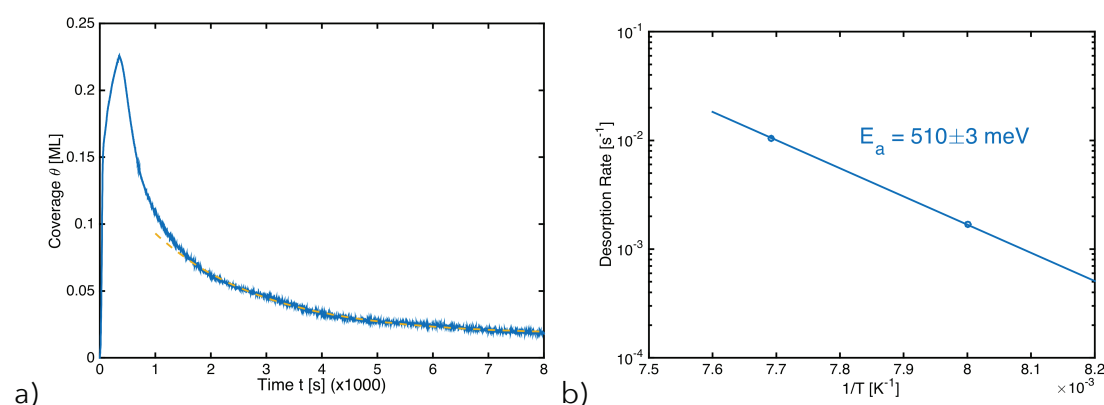 0.25
0.2
0.15
0.1
0.05
0
Coverage θ [ML]
0 1 2 3 4 5 6 7 8
Time t [s] (x1000)
a)
10⁻¹
10⁻²
10⁻³
10⁻⁴
Desorption Rate [s⁻¹]
Eₐ = 510±3 meV
7.5 7.6 7.7 7.8 7.9 8.0 8.1 8.2
1/T [K⁻¹]
×10⁻³
b)